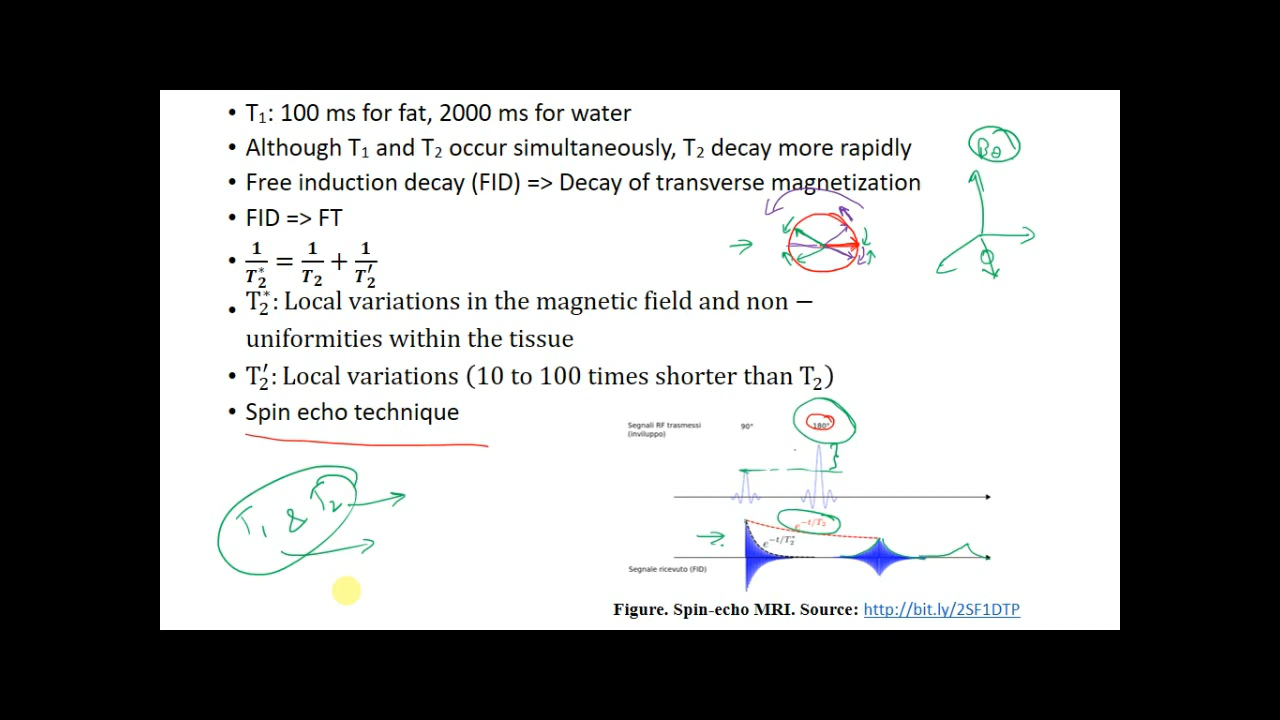 • T₁: 100 ms for fat, 2000 ms for water
• Although T₁ and T₂ occur simultaneously, T₂ decay more rapidly
B₀
• Free induction decay (FID) => Decay of transverse magnetization
• FID => FT
• 1/T₂* = 1/T₂ + 1/T₂′
• T₂*: Local variations in the magnetic field and non −
uniformities within the tissue
• T₂′: Local variations (10 to 100 times shorter than T₂)
• Spin echo technique
Segnali RF trasmessi
(inviluppo)
90°
180°
T₁ & T₂
e^−t/T₂
e^−t/T₂*
Segnale ricevuto (FID)
Figure. Spin-echo MRI. Source: http://bit.ly/2SF1DTP